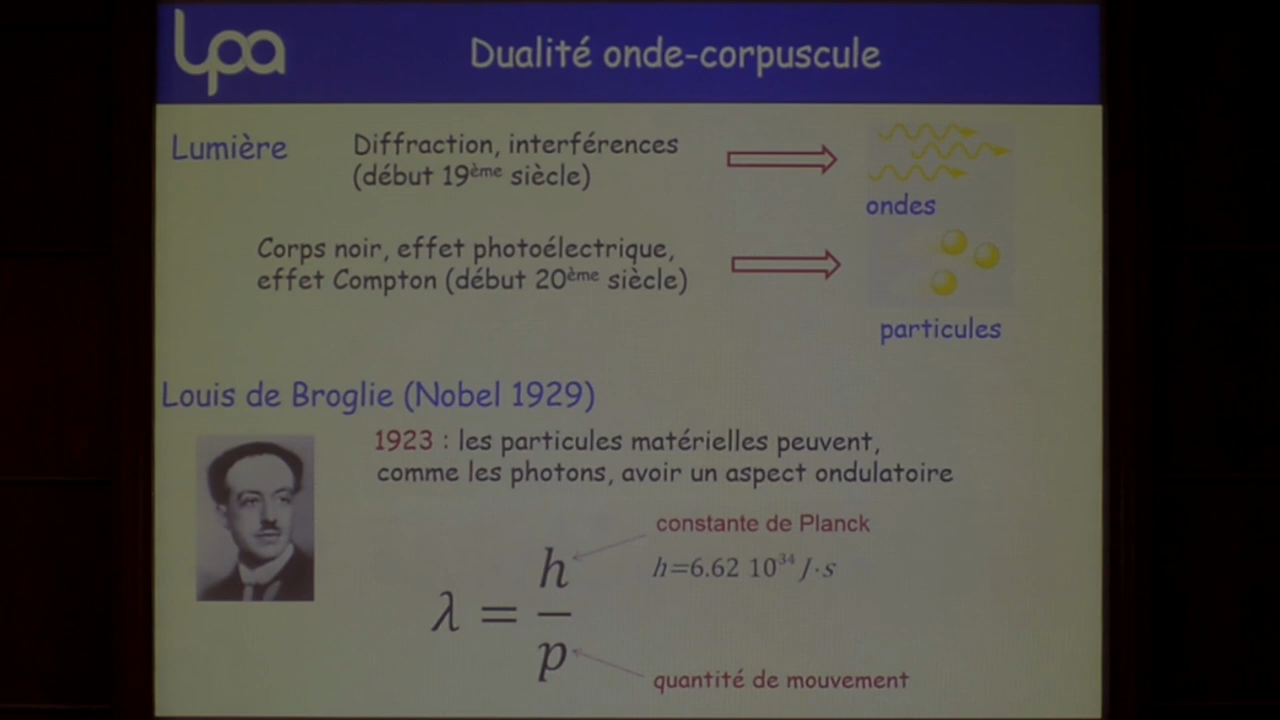 lpa
Dualité onde-corpuscule
Lumière
Diffraction, interférences
(début 19ème siècle)
ondes
Corps noir, effet photoélectrique,
effet Compton (début 20ème siècle)
particules
Louis de Broglie (Nobel 1929)
1923 : les particules matérielles peuvent,
comme les photons, avoir un aspect ondulatoire
constante de Planck
h=6.62 10³⁴ J·s
λ = h/p
quantité de mouvement